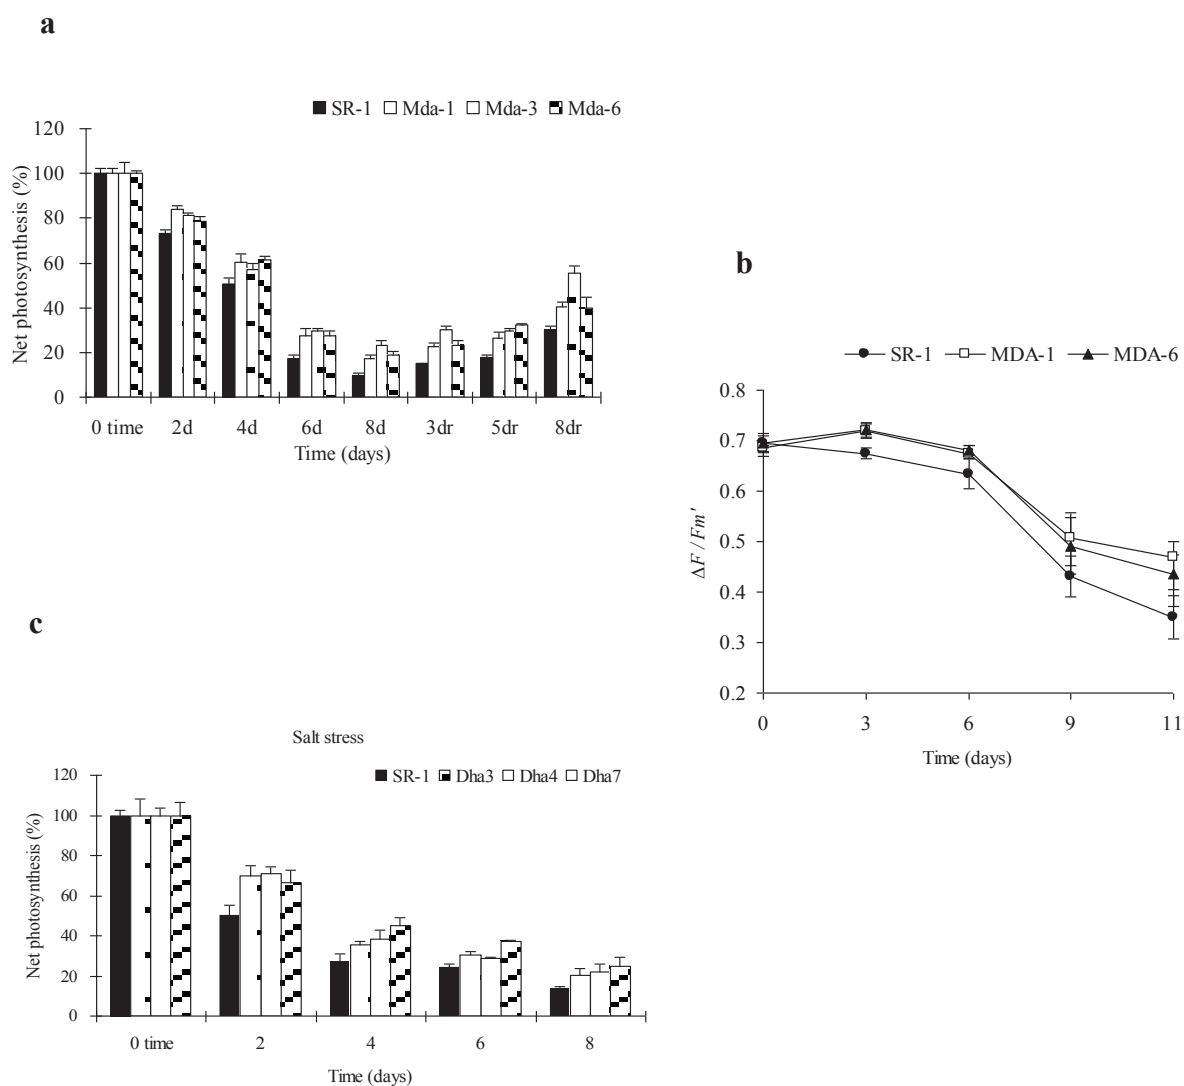 a
SR-1 Mda-1 Mda-3 Mda-6
120
100
80
60
40
20
0
Net photosynthesis (%)
0 time 2d 4d 6d 8d 3dr 5dr 8dr
Time (days)
b
SR-1 MDA-1 MDA-6
0.8
0.7
0.6
0.5
0.4
0.3
0.2
ΔF / Fm'
0 3 6 9 11
Time (days)
c
Salt stress
SR-1 Dha3 Dha4 Dha7
120
100
80
60
40
20
0
Net photosynthesis (%)
0 time 2 4 6 8
Time (days)